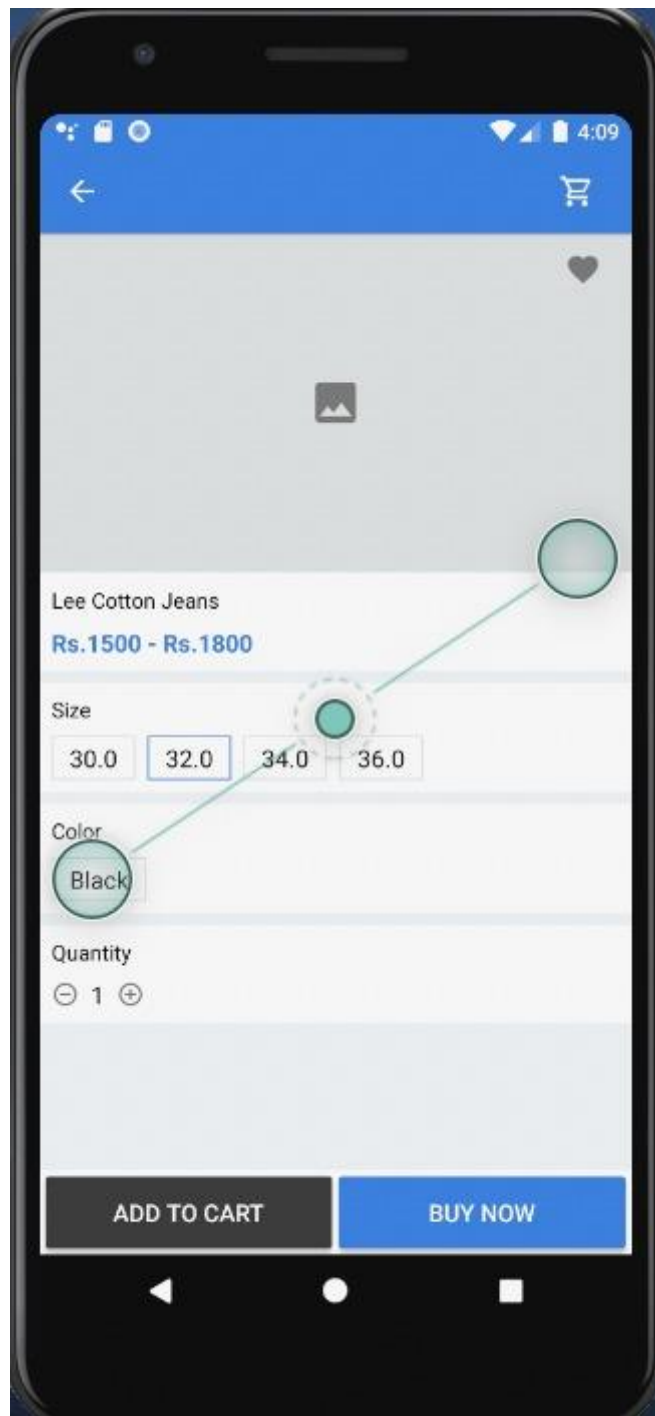 4:09
Lee Cotton Jeans
Rs.1500 - Rs.1800
Size
30.0 32.0 34.0 36.0
Color
Black
Quantity
1
ADD TO CART BUY NOW